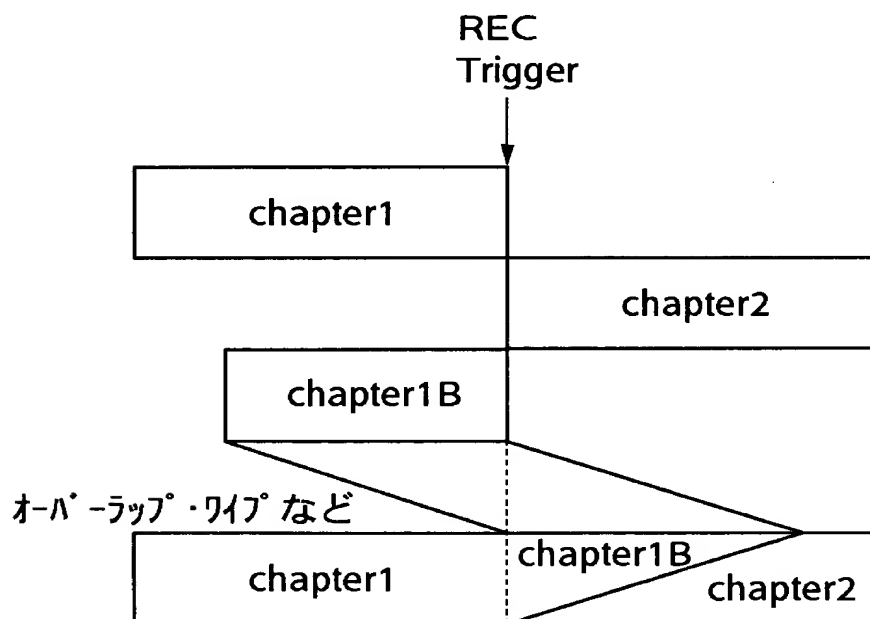 REC
Trigger
chapter1
chapter2
chapter1B
オーバーラップ・ワイプなど
chapter1B
chapter1
chapter2